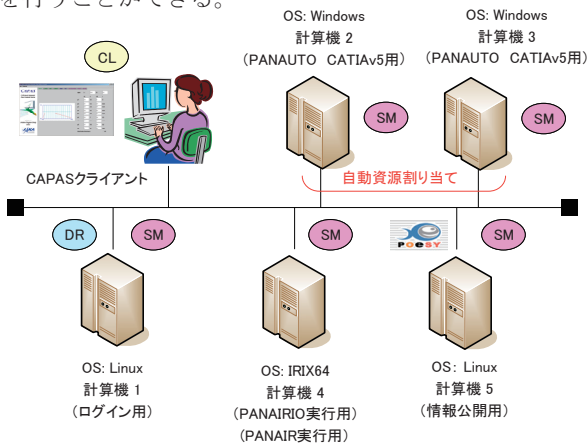 を行うことができる。
OS: Windows
計算機 2
（PANAUTO CATIAv5用）
OS: Windows
計算機 3
（PANAUTO CATIAv5用）
CL
SM
SM
CAPASクライアント
自動資源割り当て
DR
SM
SM
POeSY
SM
OS: Linux
計算機 1
（ログイン用）
OS: IRIX64
計算機 4
（PANAIRIO実行用）
（PANAIR実行用）
OS: Linux
計算機 5
（情報公開用）